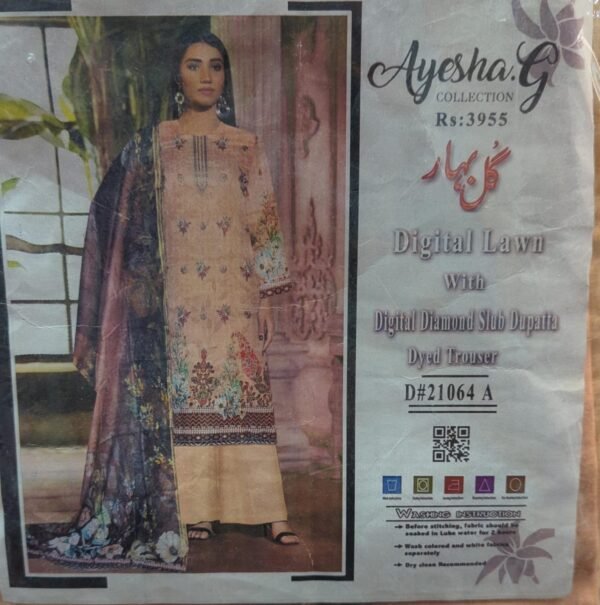 Ayesha.G
COLLECTION
Rs:3955
گل بہار
Digital Lawn
With
Digital Diamond Slub Dupatta
Dyed Trouser
D#21064 A
WASHING INSTRUCTION
Before stitching, fabric should be
soaked in Luke water for 2 hours
Wash colored and white fabric
separately
Dry clean Recommended